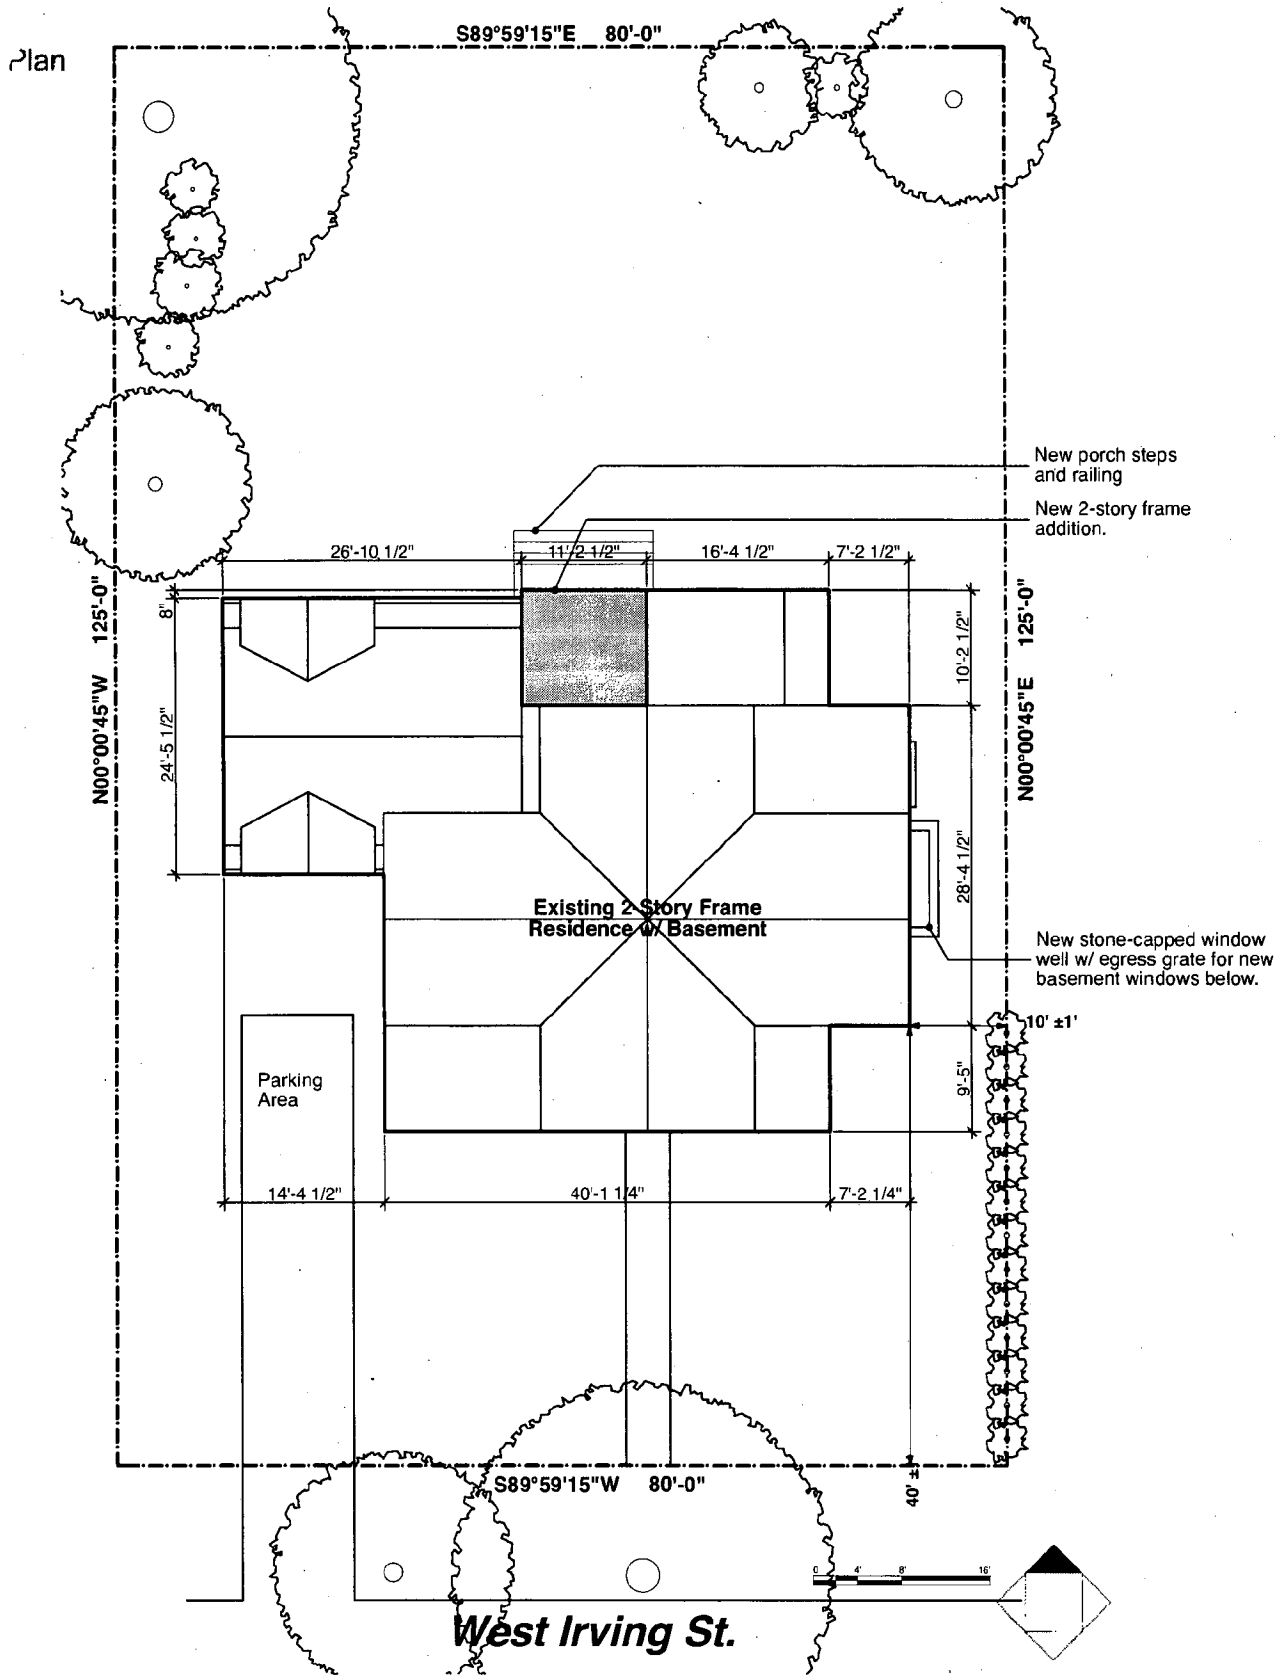 S89°59'15"E 80'-0"
Plan
New porch steps
and railing
New 2-story frame
addition.
26'-10 1/2"
11'-2 1/2"
16'-4 1/2"
7'-2 1/2"
N00°00'45"W 125'-0"
8"
24'-5 1/2"
10'-2 1/2"
N00°00'45"E 125'-0"
28'-4 1/2"
Existing 2-Story Frame
Residence w/ Basement
New stone-capped window
well w/ egress grate for new
basement windows below.
10' ±1'
Parking
Area
9'-5"
14'-4 1/2"
40'-1 1/4"
7'-2 1/4"
S89°59'15"W 80'-0"
40' ±
0 4' 8' 16'
West Irving St.